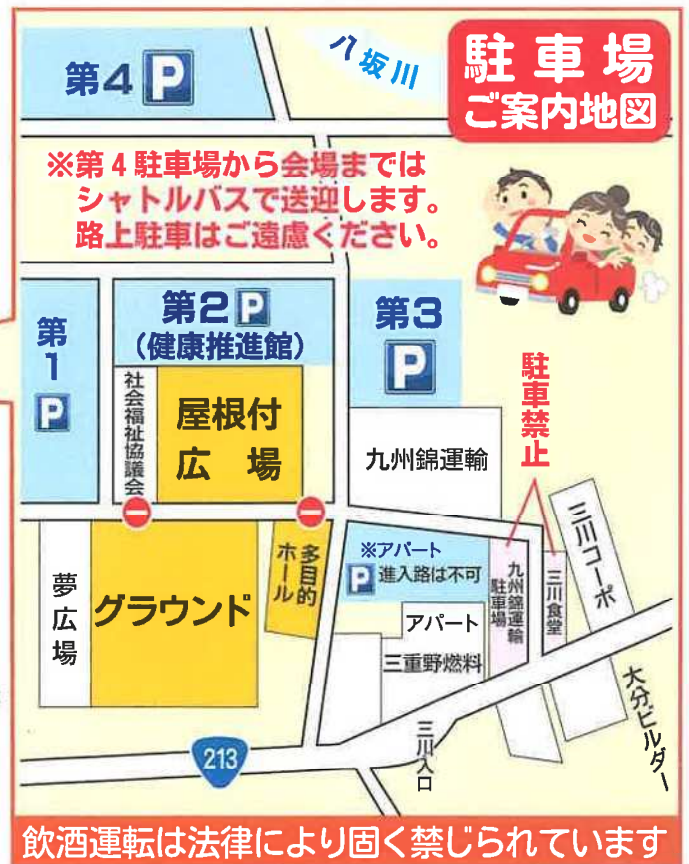 駐車場
ご案内地図
八坂川
第4 P
※第4駐車場から会場までは
シャトルバスで送迎します。
路上駐車はご遠慮ください。
第1
P
第2 P
(健康推進館)
第3
P
社会福祉協議会
屋根付
広場
九州錦運輸
駐車禁止
夢広場
グラウンド
多目的
ホール
※アパート
P 進入路は不可
アパート
三重野燃料
九州錦運輸
駐車場
三川食堂
三川コーポ
大分ビルダー
三川入口
213
飲酒運転は法律により固く禁じられています